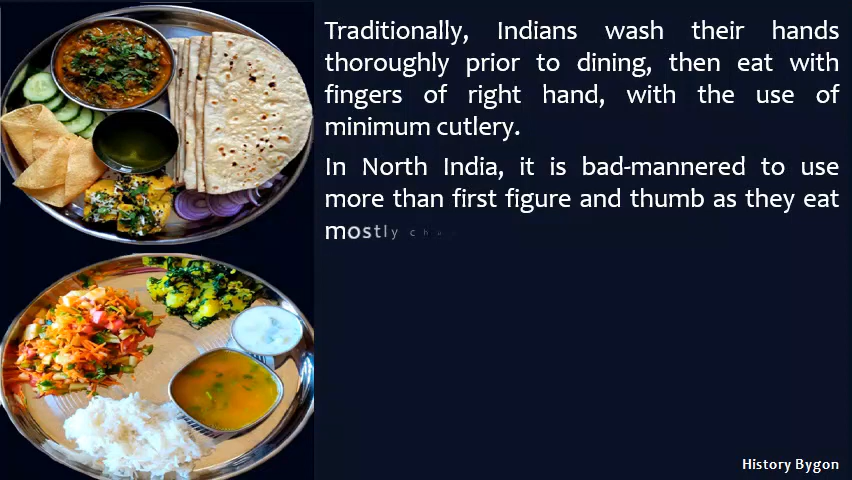 Traditionally, Indians wash their hands
thoroughly prior to dining, then eat with
fingers of right hand, with the use of
minimum cutlery.
In North India, it is bad-mannered to use
more than first figure and thumb as they eat
mostly
History Bygon